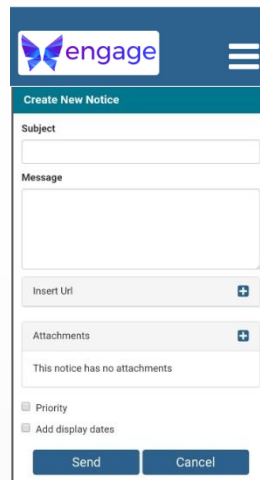 engage
Create New Notice
Subject
Message
Insert Url
Attachments
This notice has no attachments
Priority
Add display dates
Send Cancel